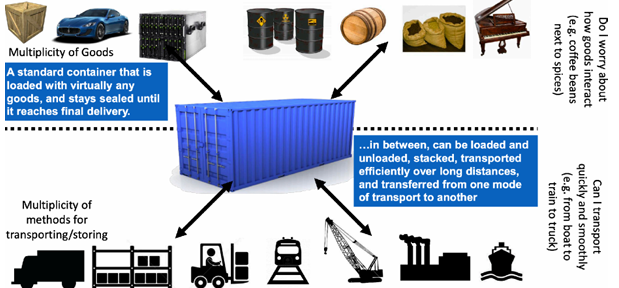 Multiplicity of Goods
A standard container that is
loaded with virtually any
goods, and stays sealed until
it reaches final delivery.
Do I worry about
how goods interact
(e.g. coffee beans
next to spices)
…in between, can be loaded and
unloaded, stacked, transported
efficiently over long distances,
and transferred from one mode
of transport to another
Multiplicity of
methods for
transporting/storing
Can I transport
quickly and smoothly
(e.g. from boat to
train to truck)